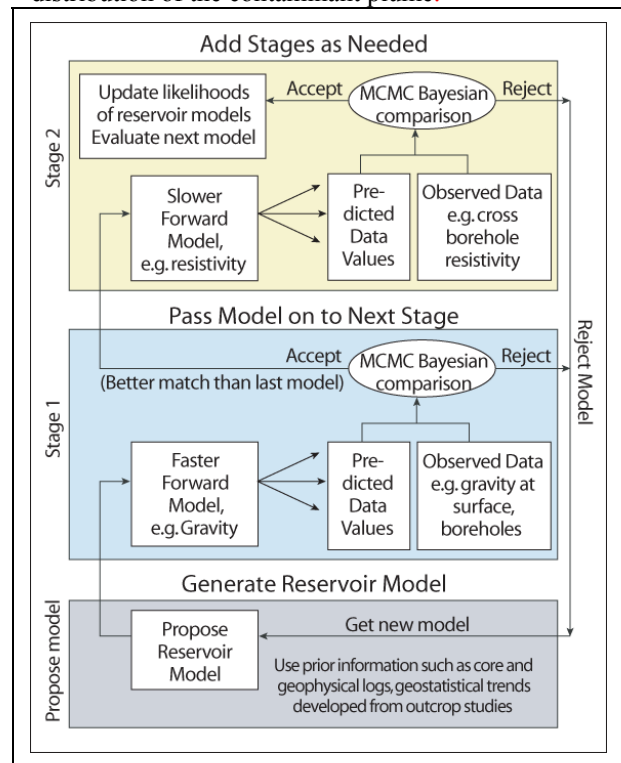 distribution of the contaminant plume.
Add Stages as Needed
Stage 2
Update likelihoods
of reservoir models
Evaluate next model
Accept
MCMC Bayesian
comparison
Reject
Slower
Forward
Model,
e.g. resistivity
Pre-
dicted
Data
Values
Observed Data
e.g. cross
borehole
resistivity
Pass Model on to Next Stage
Stage 1
Accept
(Better match than last model)
MCMC Bayesian
comparison
Reject
Reject Model
Faster
Forward
Model,
e.g. Gravity
Pre-
dicted
Data
Values
Observed Data
e.g. gravity at
surface,
boreholes
Generate Reservoir Model
Propose model
Propose
Reservoir
Model
Get new model
Use prior information such as core and
geophysical logs, geostatistical trends
developed from outcrop studies